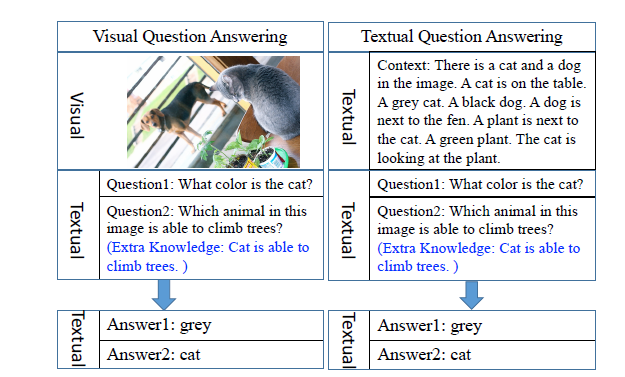 Visual Question Answering
Visual
Textual
Question1: What color is the cat?
Question2: Which animal in this
image is able to climb trees?
(Extra Knowledge: Cat is able to
climb trees. )
Textual
Answer1: grey
Answer2: cat
Textual Question Answering
Textual
Context: There is a cat and a dog
in the image. A cat is on the table.
A grey cat. A black dog. A dog is
next to the fen. A plant is next to
the cat. A green plant. The cat is
looking at the plant.
Textual
Question1: What color is the cat?
Question2: Which animal in this
image is able to climb trees?
(Extra Knowledge: Cat is able to
climb trees. )
Textual
Answer1: grey
Answer2: cat